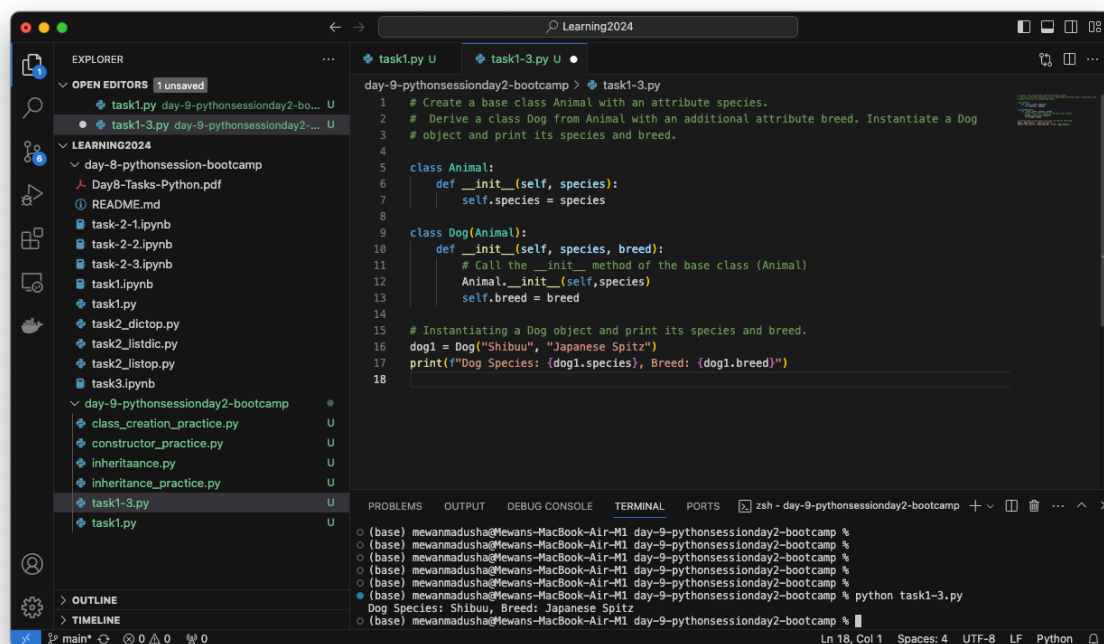 Learning2024
EXPLORER
OPEN EDITORS 1 unsaved
task1.py day-9-pythonsessionday2-bo... U
task1-3.py day-9-pythonsessionday2-... U
LEARNING2024
day-8-pythonsession-bootcamp
Day8-Tasks-Python.pdf
README.md
task-2-1.ipynb
task-2-2.ipynb
task-2-3.ipynb
task1.ipynb
task1.py
task2_dictop.py
task2_listdic.py
task2_listop.py
task3.ipynb
day-9-pythonsessionday2-bootcamp
class_creation_practice.py U
constructor_practice.py U
inheritaance.py U
inheritance_practice.py U
task1-3.py U
task1.py U
OUTLINE
TIMELINE
1
6
task1.py U task1-3.py U
day-9-pythonsessionday2-bootcamp > task1-3.py
1 # Create a base class Animal with an attribute species.
2 #  Derive a class Dog from Animal with an additional attribute breed. Instantiate a Dog
3 # object and print its species and breed.
4
5 class Animal:
6     def __init__(self, species):
7         self.species = species
8
9 class Dog(Animal):
10     def __init__(self, species, breed):
11         # Call the __init__ method of the base class (Animal)
12         Animal.__init__(self,species)
13         self.breed = breed
14
15 # Instantiating a Dog object and print its species and breed.
16 dog1 = Dog("Shibuu", "Japanese Spitz")
17 print(f"Dog Species: {dog1.species}, Breed: {dog1.breed}")
18
PROBLEMS OUTPUT DEBUG CONSOLE TERMINAL PORTS zsh - day-9-pythonsessionday2-bootcamp
(base) mewanmadusha@Mewans-MacBook-Air-M1 day-9-pythonsessionday2-bootcamp %
(base) mewanmadusha@Mewans-MacBook-Air-M1 day-9-pythonsessionday2-bootcamp %
(base) mewanmadusha@Mewans-MacBook-Air-M1 day-9-pythonsessionday2-bootcamp %
(base) mewanmadusha@Mewans-MacBook-Air-M1 day-9-pythonsessionday2-bootcamp %
(base) mewanmadusha@Mewans-MacBook-Air-M1 day-9-pythonsessionday2-bootcamp %
(base) mewanmadusha@Mewans-MacBook-Air-M1 day-9-pythonsessionday2-bootcamp % python task1-3.py
Dog Species: Shibuu, Breed: Japanese Spitz
(base) mewanmadusha@Mewans-MacBook-Air-M1 day-9-pythonsessionday2-bootcamp %
main* 0 0 0 Ln 18, Col 1 Spaces: 4 UTF-8 LF Python